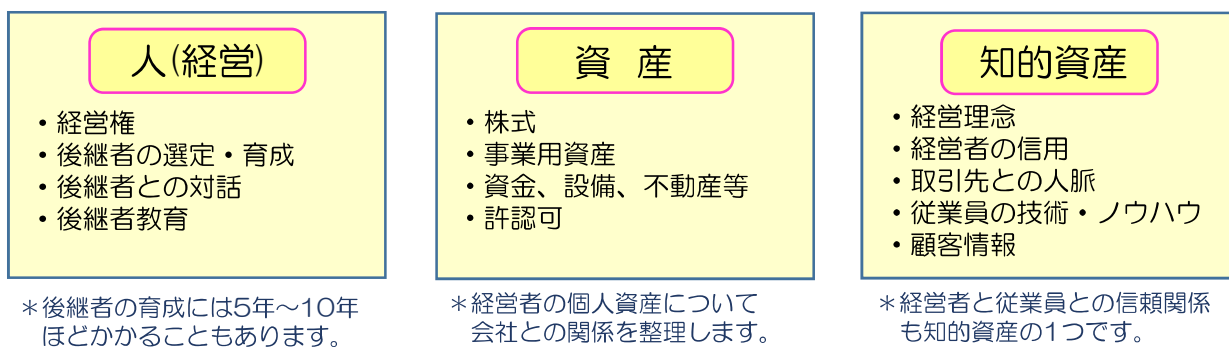 人(経営)
・経営権
・後継者の選定・育成
・後継者との対話
・後継者教育
＊後継者の育成には5年～10年
ほどかかることもあります。
資 産
・株式
・事業用資産
・資金、設備、不動産等
・許認可
＊経営者の個人資産について
会社との関係を整理します。
知的資産
・経営理念
・経営者の信用
・取引先との人脈
・従業員の技術・ノウハウ
・顧客情報
＊経営者と従業員との信頼関係
も知的資産の1つです。